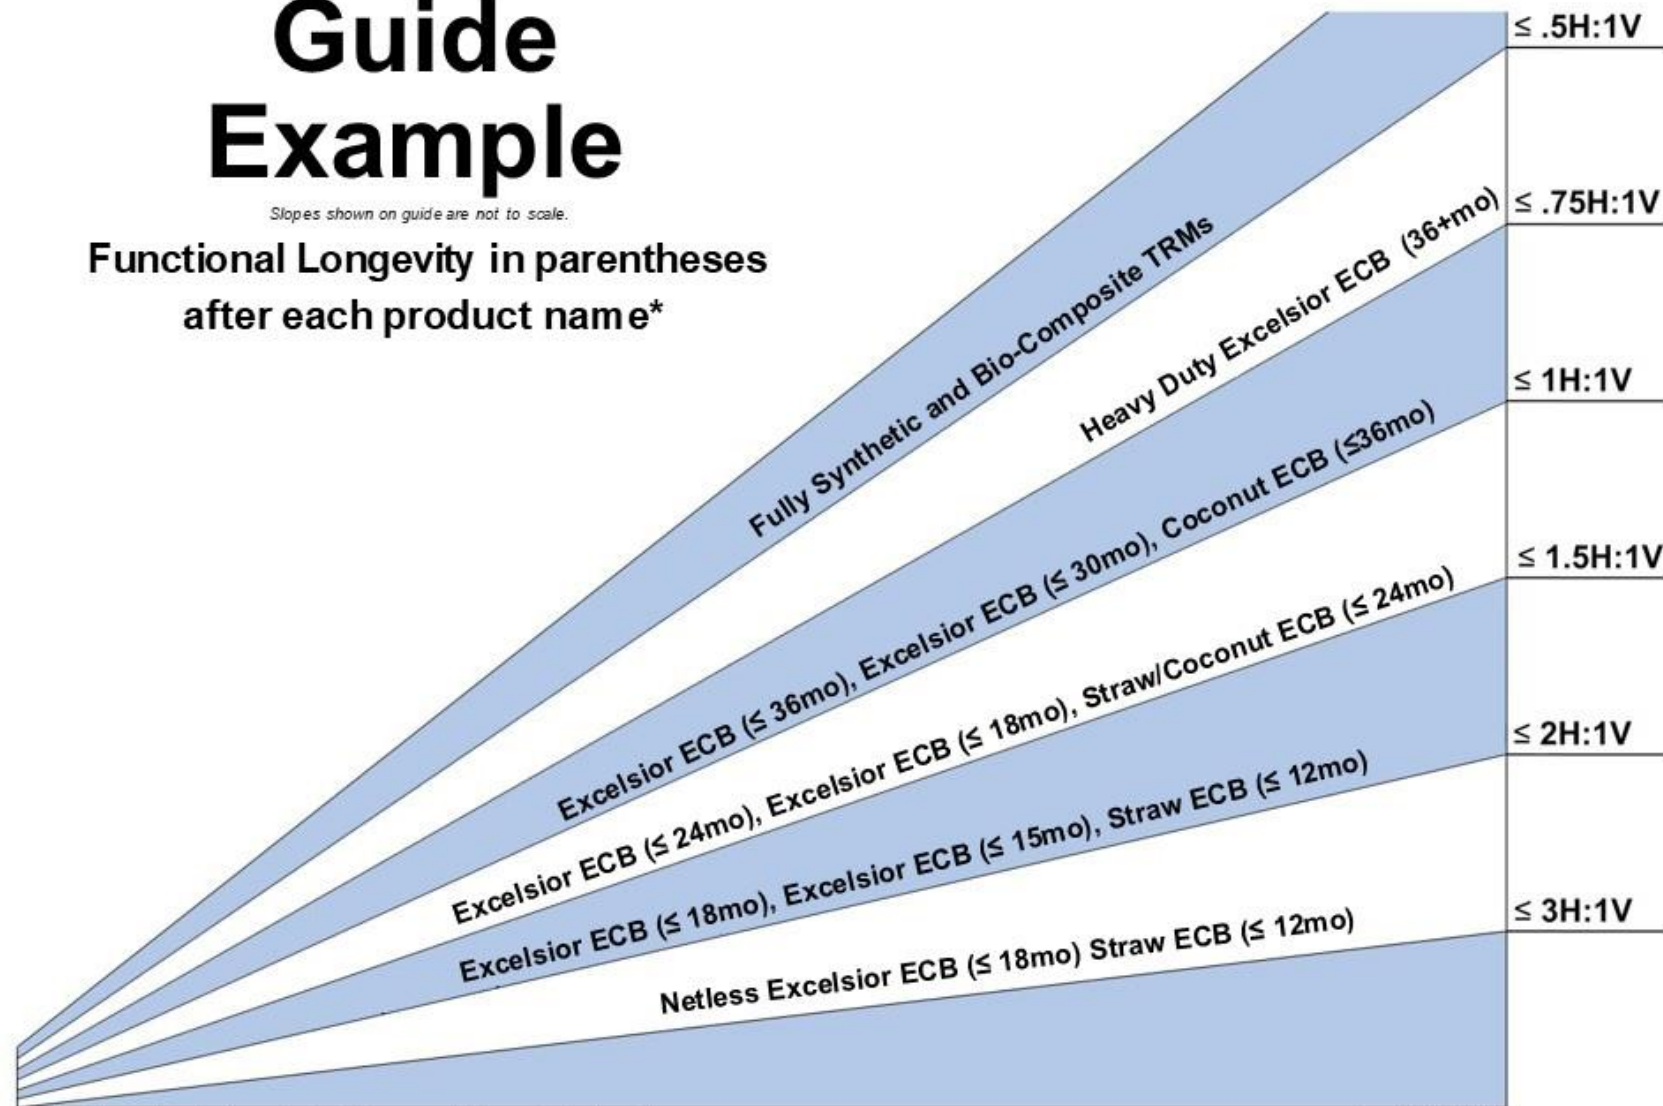 Guide
Example
Slopes shown on guide are not to scale.
Functional Longevity in parentheses
after each product name*
≤ .5H:1V
Fully Synthetic and Bio-Composite TRMs
≤ .75H:1V
Heavy Duty Excelsior ECB (36+mo)
≤ 1H:1V
Excelsior ECB (≤ 36mo), Excelsior ECB (≤ 30mo), Coconut ECB (≤36mo)
≤ 1.5H:1V
Excelsior ECB (≤ 24mo), Excelsior ECB (≤ 18mo), Straw/Coconut ECB (≤ 24mo)
≤ 2H:1V
Excelsior ECB (≤ 18mo), Excelsior ECB (≤ 15mo), Straw ECB (≤ 12mo)
≤ 3H:1V
Netless Excelsior ECB (≤ 18mo) Straw ECB (≤ 12mo)